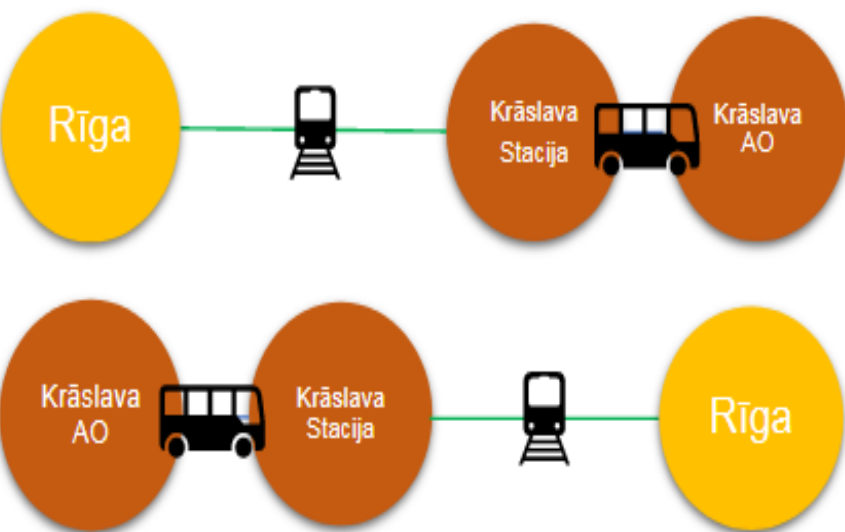 Rīga
Krāslava
Stacija
Krāslava
AO
Krāslava
AO
Krāslava
Stacija
Rīga